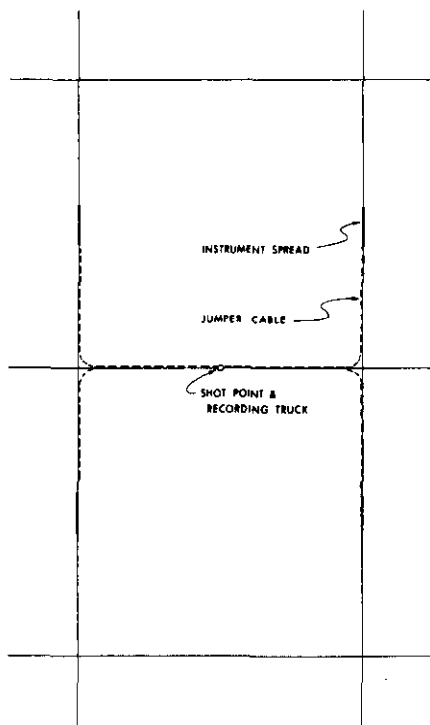 INSTRUMENT SPREAD
JUMPER CABLE
SHOT POINT &
RECORDING TRUCK